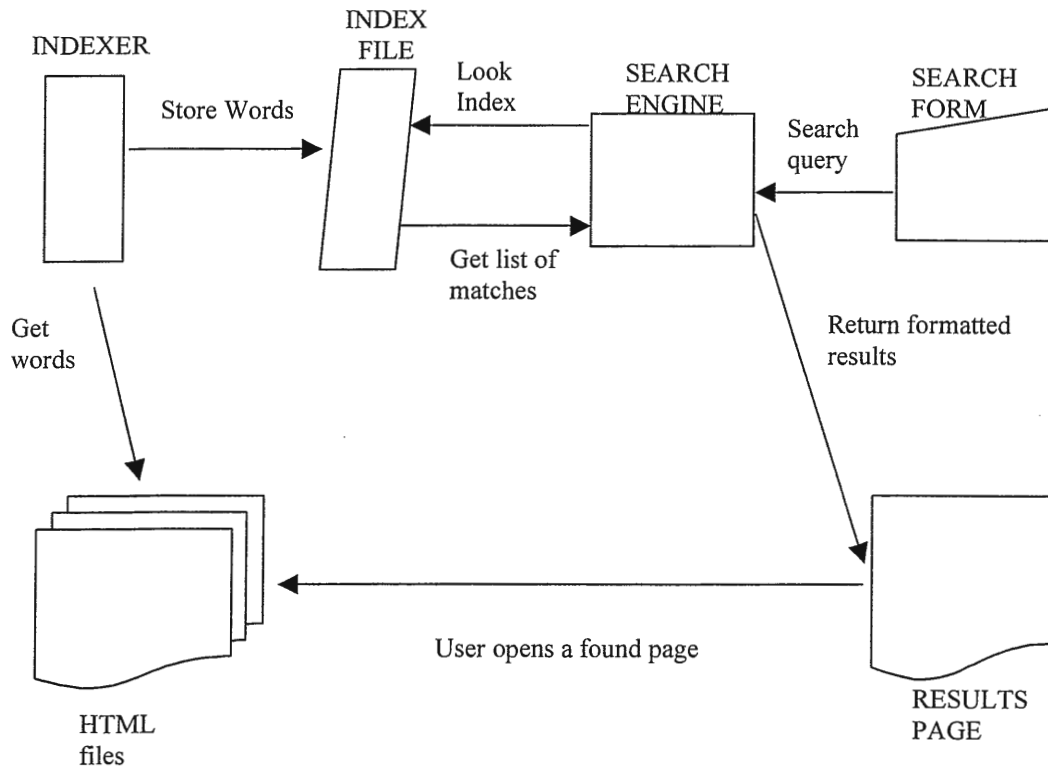 INDEXER
INDEX
FILE
Store Words
Look
Index
SEARCH
ENGINE
SEARCH
FORM
Search
query
Get list of
matches
Get
words
Return formatted
results
User opens a found page
HTML
files
RESULTS
PAGE